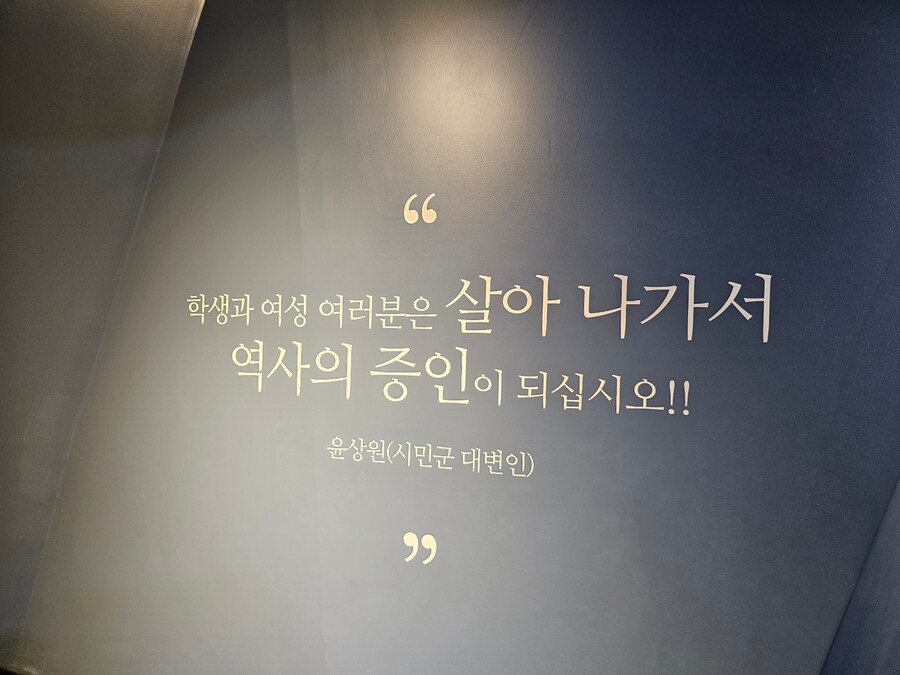 “
학생과 여성 여러분은 살아 나가서
역사의 증인이 되십시오!!
윤상원(시민군 대변인)
”